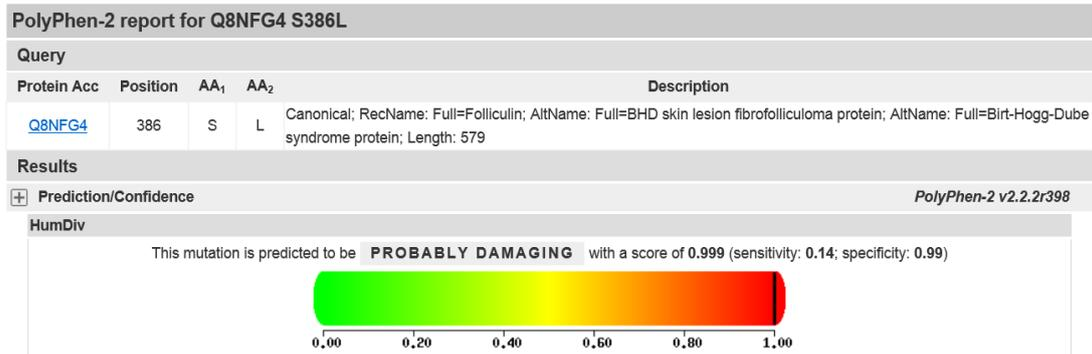 PolyPhen-2 report for Q8NFG4 S386L
Query
Protein Acc Position AA₁ AA₂ Description
Q8NFG4 386 S L Canonical; RecName: Full=Folliculin; AltName: Full=BHD skin lesion fibrofolliculoma protein; AltName: Full=Birt-Hogg-Dube
syndrome protein; Length: 579
Results
+ Prediction/Confidence PolyPhen-2 v2.2.2r398
HumDiv
This mutation is predicted to be PROBABLY DAMAGING with a score of 0.999 (sensitivity: 0.14; specificity: 0.99)
0.00 0.20 0.40 0.60 0.80 1.00